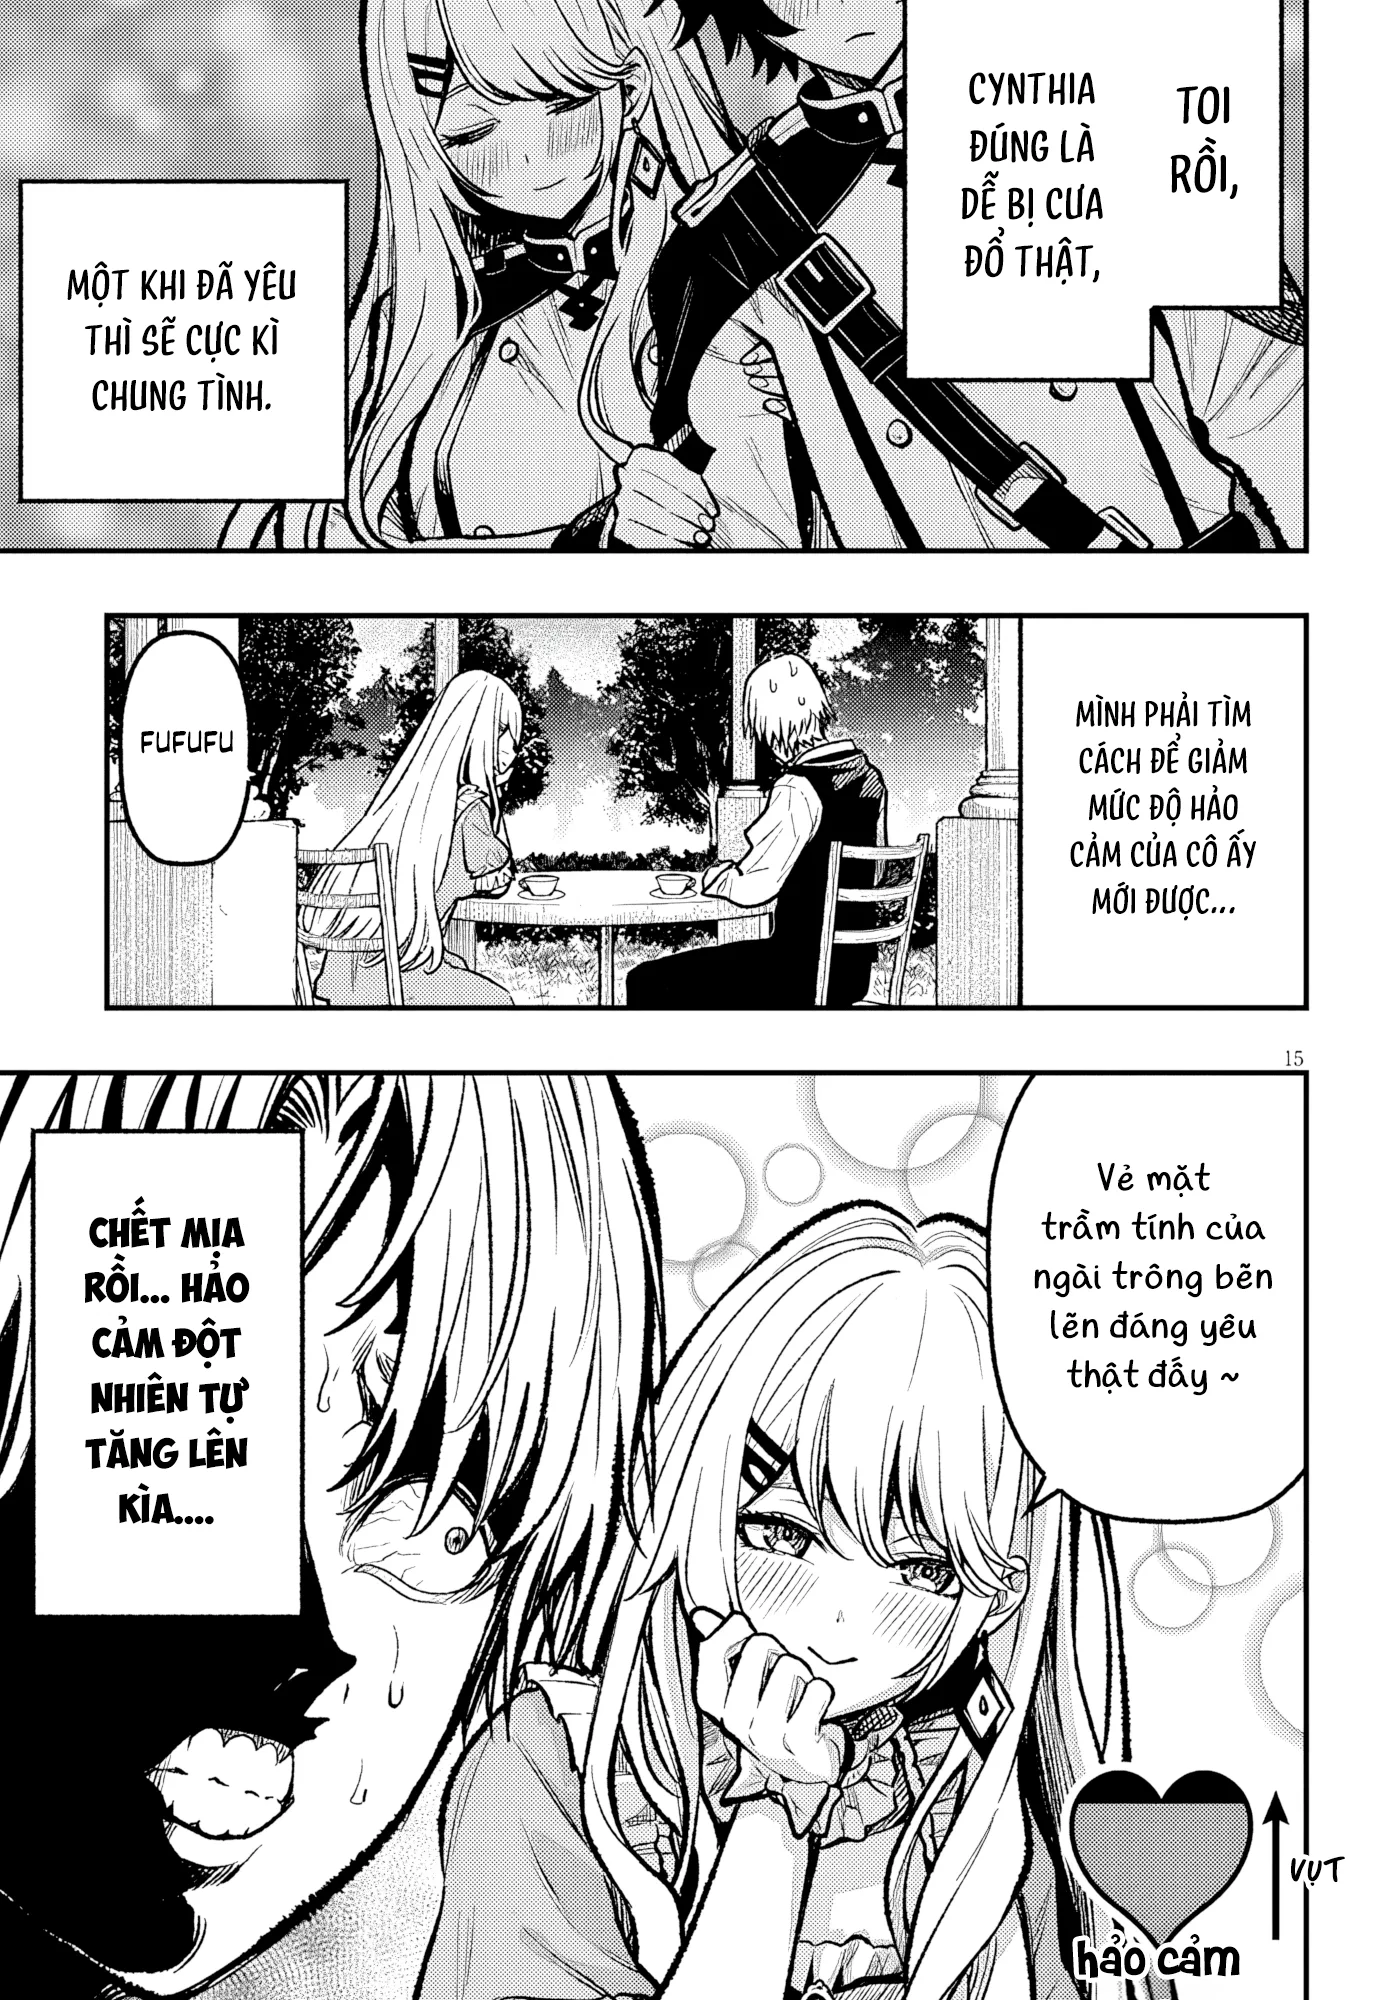 TOI
RỒI,
CYNTHIA
ĐÚNG LÀ
DỄ BỊ CƯA
ĐỔ THẬT,
MỘT KHI ĐÃ YÊU
THÌ SẼ CỰC KÌ
CHUNG TÌNH.
MÌNH PHẢI TÌM
CÁCH ĐỂ GIẢM
MỨC ĐỘ HẢO
CẢM CỦA CÔ ẤY
MỚI ĐƯỢC...
FUFUFU
15
Vẻ mặt
trầm tính của
ngài trông bẽn
lẽn đáng yêu
thật đấy ~
CHẾT MỊA
RỒI... HẢO
CẢM ĐỘT
NHIÊN TỰ
TĂNG LÊN
KÌA....
VỤT
hảo cảm